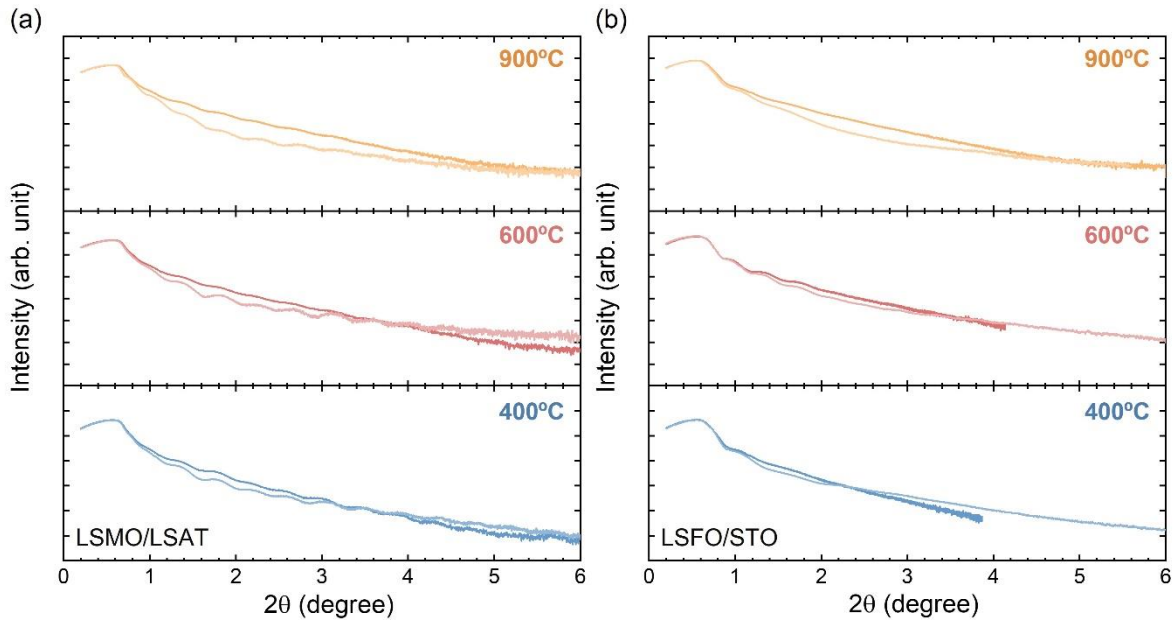 (a)
(b)
900ºC
900ºC
600ºC
600ºC
400ºC
400ºC
Intensity (arb. unit)
Intensity (arb. unit)
LSMO/LSAT
LSFO/STO
0 1 2 3 4 5 6
0 1 2 3 4 5 6
2θ (degree)
2θ (degree)